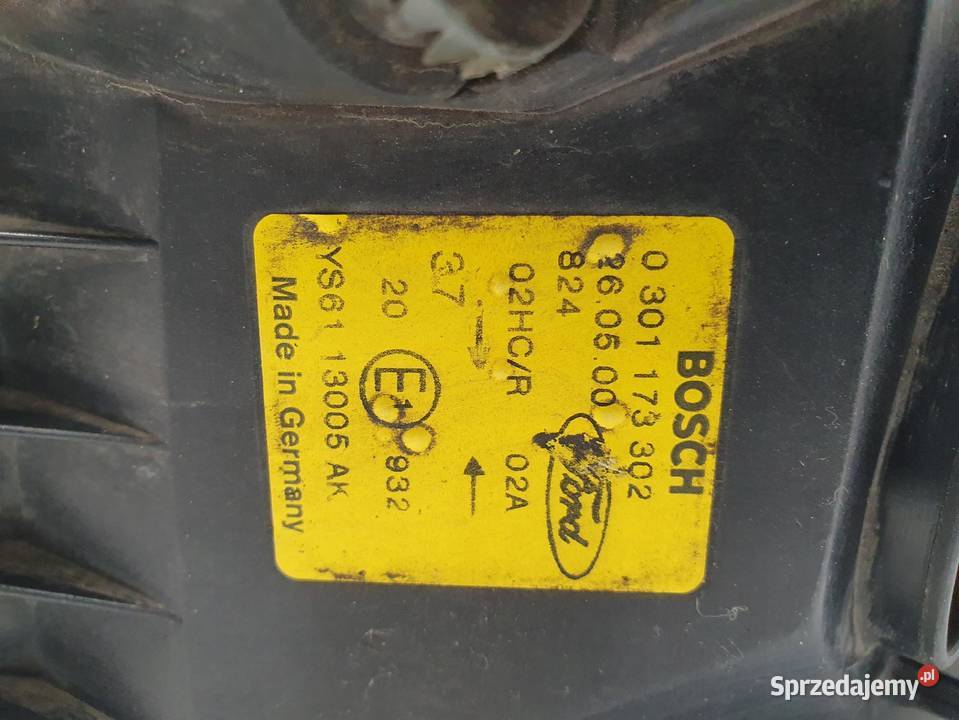 BOSCH
0 301 173 302
26.05.00
824
Ford
02HC/R 02A
37
20 E1 932
YS61 13005 AK
Made in Germany
Sprzedajemy.pl